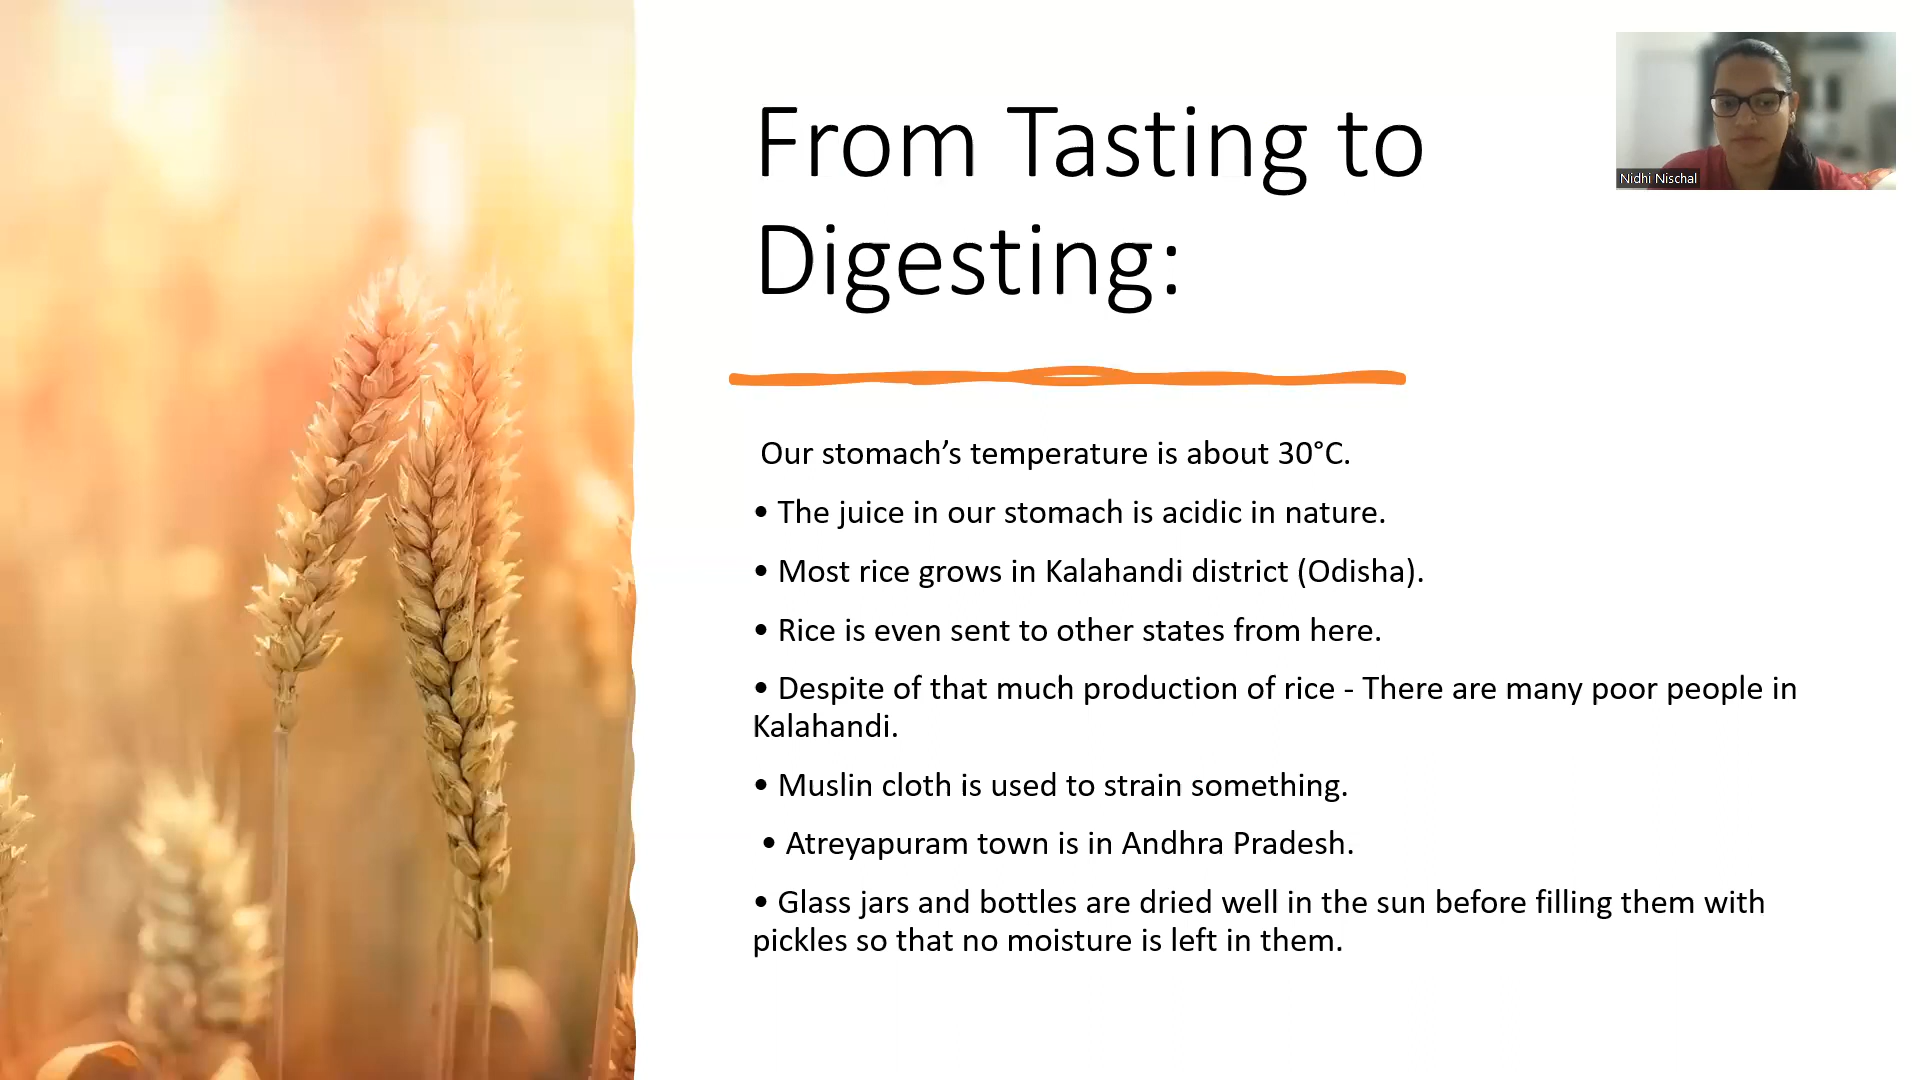 From Tasting to
Digesting:
Nidhi Nischal
Our stomach’s temperature is about 30°C.
• The juice in our stomach is acidic in nature.
• Most rice grows in Kalahandi district (Odisha).
• Rice is even sent to other states from here.
• Despite of that much production of rice - There are many poor people in
Kalahandi.
• Muslin cloth is used to strain something.
• Atreyapuram town is in Andhra Pradesh.
• Glass jars and bottles are dried well in the sun before filling them with
pickles so that no moisture is left in them.